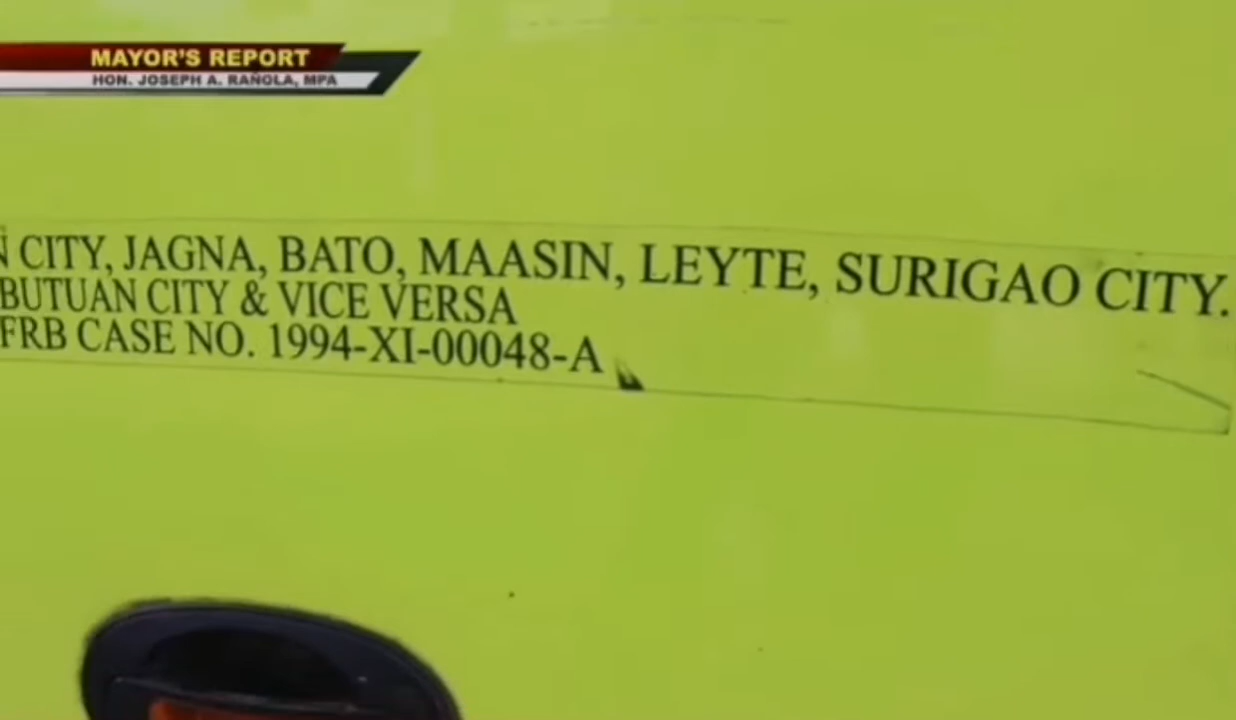 MAYOR'S REPORT
HON. JOSEPH A. RAÑOLA, MPA
CITY, JAGNA, BATO, MAASIN, LEYTE, SURIGAO CITY.
BUTUAN CITY & VICE VERSA
FRB CASE NO. 1994-XI-00048-A